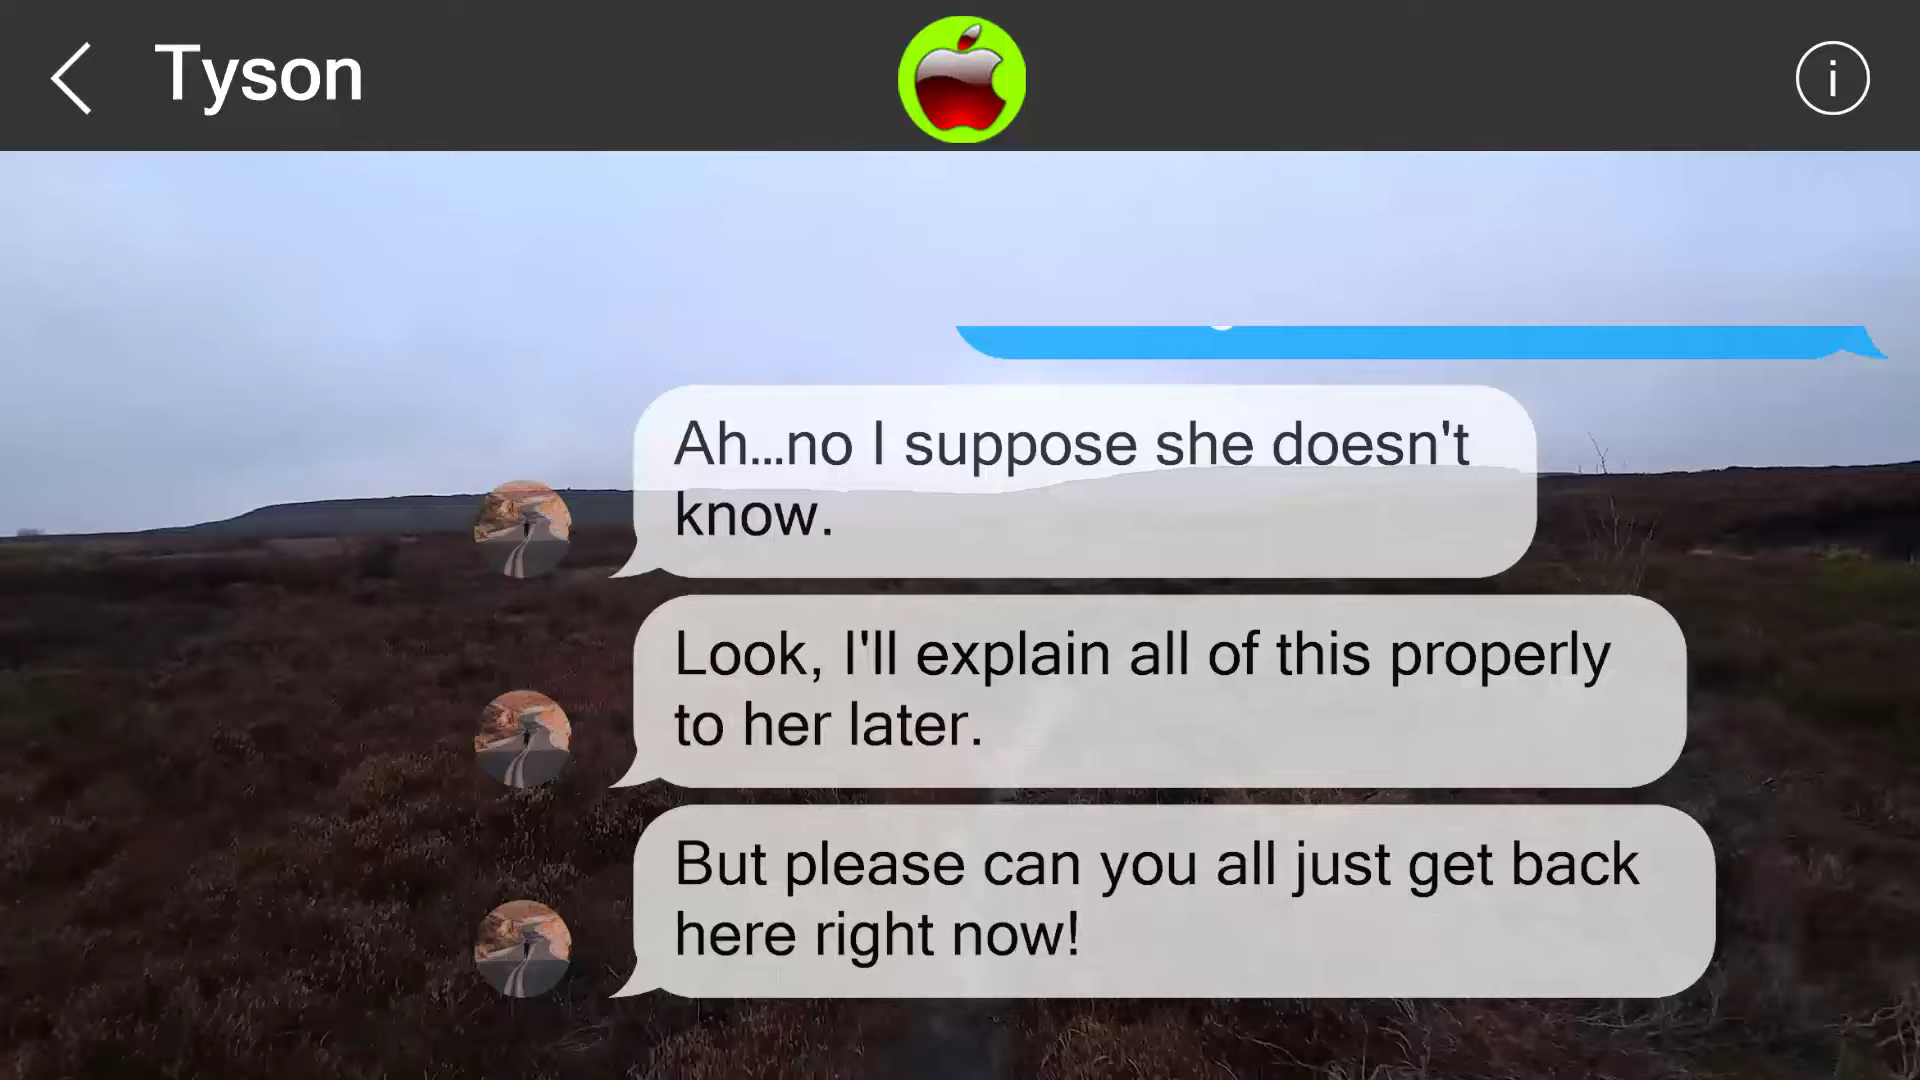 Tyson
i
Ah...no I suppose she doesn't
know.
Look, I'll explain all of this properly
to her later.
But please can you all just get back
here right now!